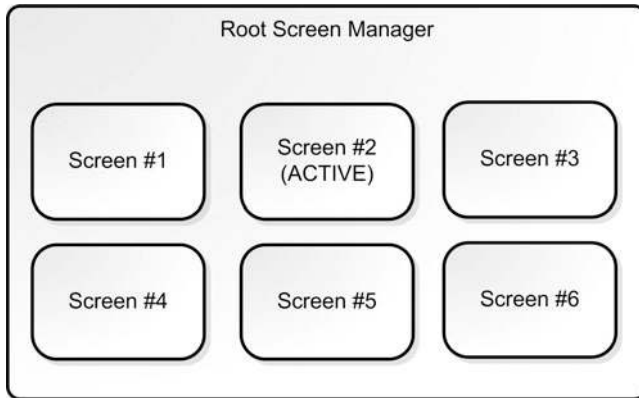 Root Screen Manager
Screen #1
Screen #2
(ACTIVE)
Screen #3
Screen #4
Screen #5
Screen #6